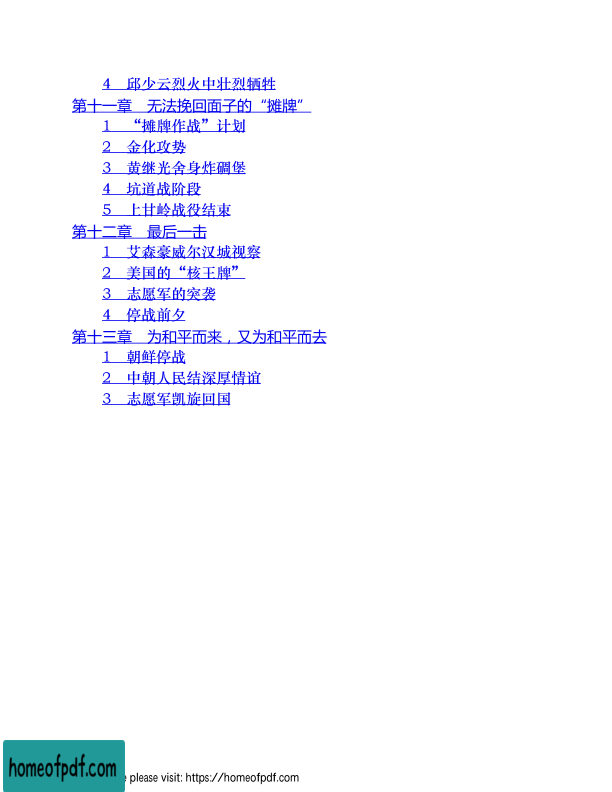 4 邱少云烈火中壮烈牺牲
第十一章 无法挽回面子的“摊牌”
1 “摊牌作战”计划
2 金化攻势
3 黄继光舍身炸碉堡
4 坑道战阶段
5 上甘岭战役结束
第十二章 最后一击
1 艾森豪威尔汉城视察
2 美国的“核王牌”
3 志愿军的突袭
4 停战前夕
第十三章 为和平而来，又为和平而去
1 朝鲜停战
2 中朝人民结深厚情谊
3 志愿军凯旋回国
homeofpdf.com
please visit: https://homeofpdf.com